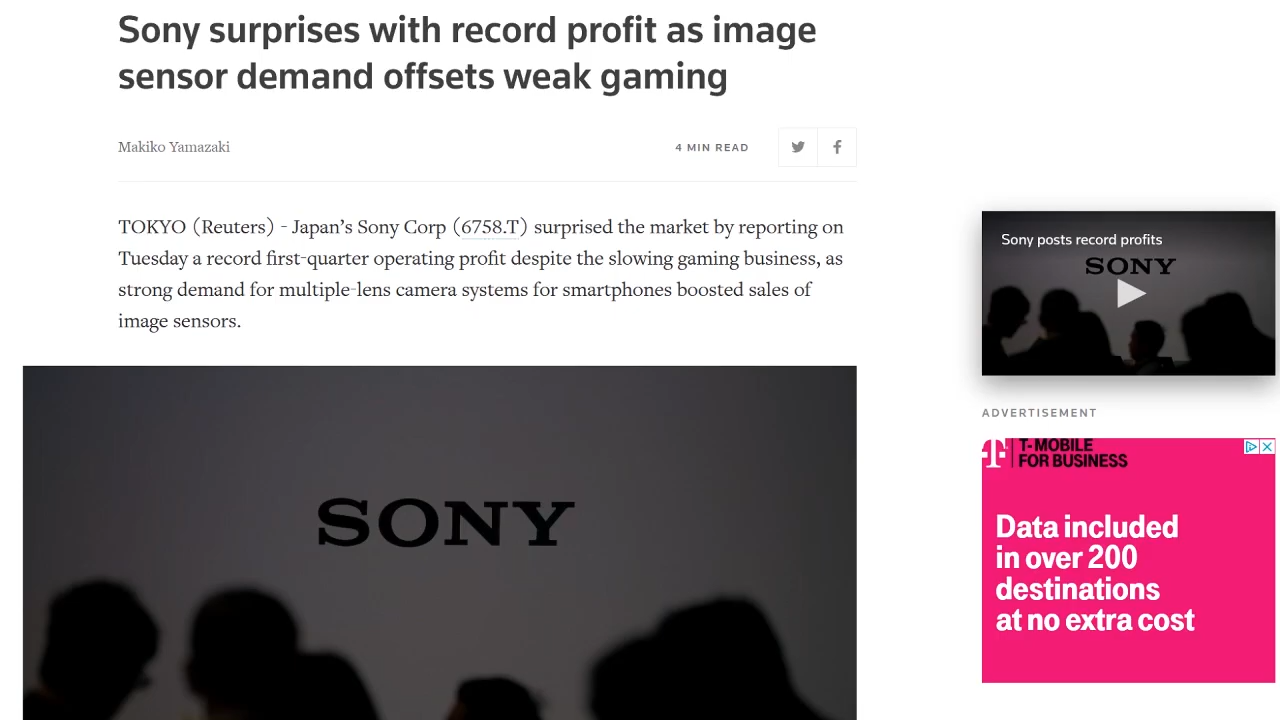 Sony surprises with record profit as image
sensor demand offsets weak gaming
Makiko Yamazaki
4 MIN READ
TOKYO (Reuters) - Japan’s Sony Corp (6758.T) surprised the market by reporting on
Tuesday a record first-quarter operating profit despite the slowing gaming business, as
strong demand for multiple-lens camera systems for smartphones boosted sales of
image sensors.
SONY
Sony posts record profits
SONY
ADVERTISEMENT
T-MOBILE
FOR BUSINESS
Data included
in over 200
destinations
at no extra cost